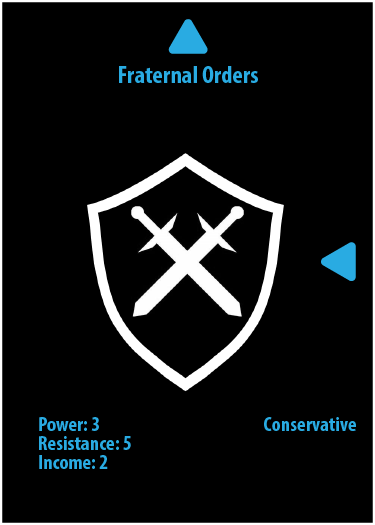 Fraternal Orders
Power: 3
Conservative
Resistance: 5
Income: 2